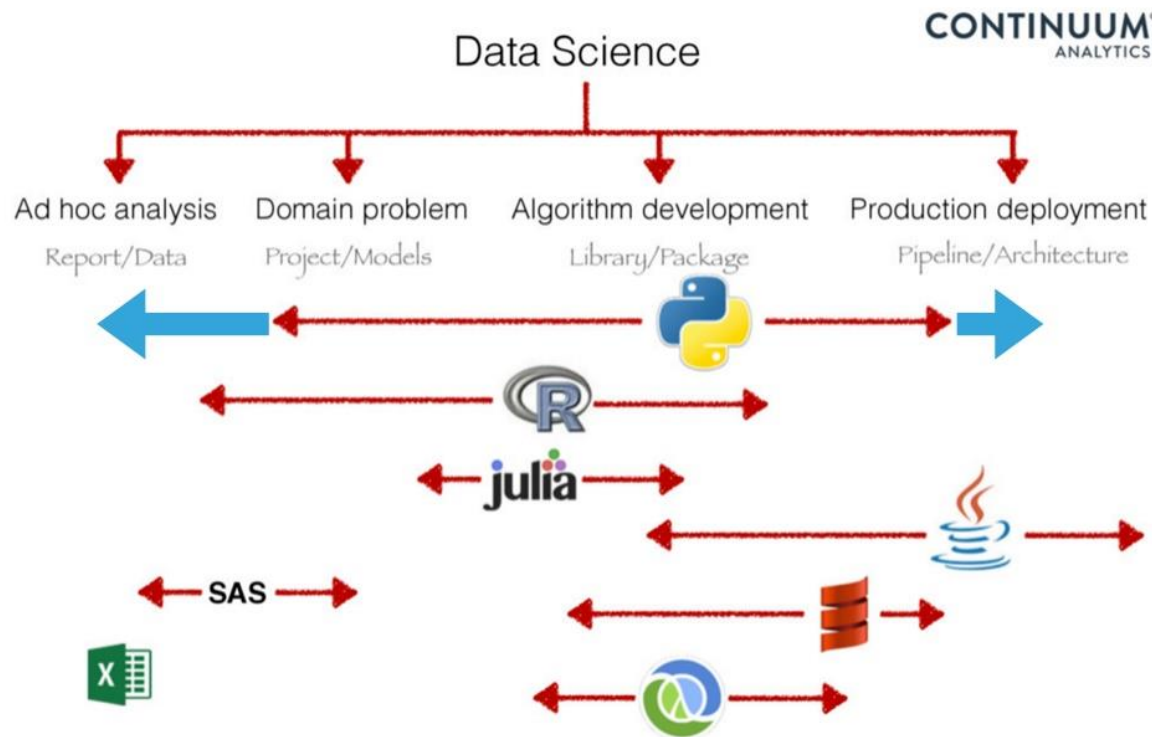 CONTINUUM®
ANALYTICS
Data Science
Ad hoc analysis
Report/Data
Domain problem
Project/Models
Algorithm development
Library/Package
Production deployment
Pipeline/Architecture
R
julia
SAS
X